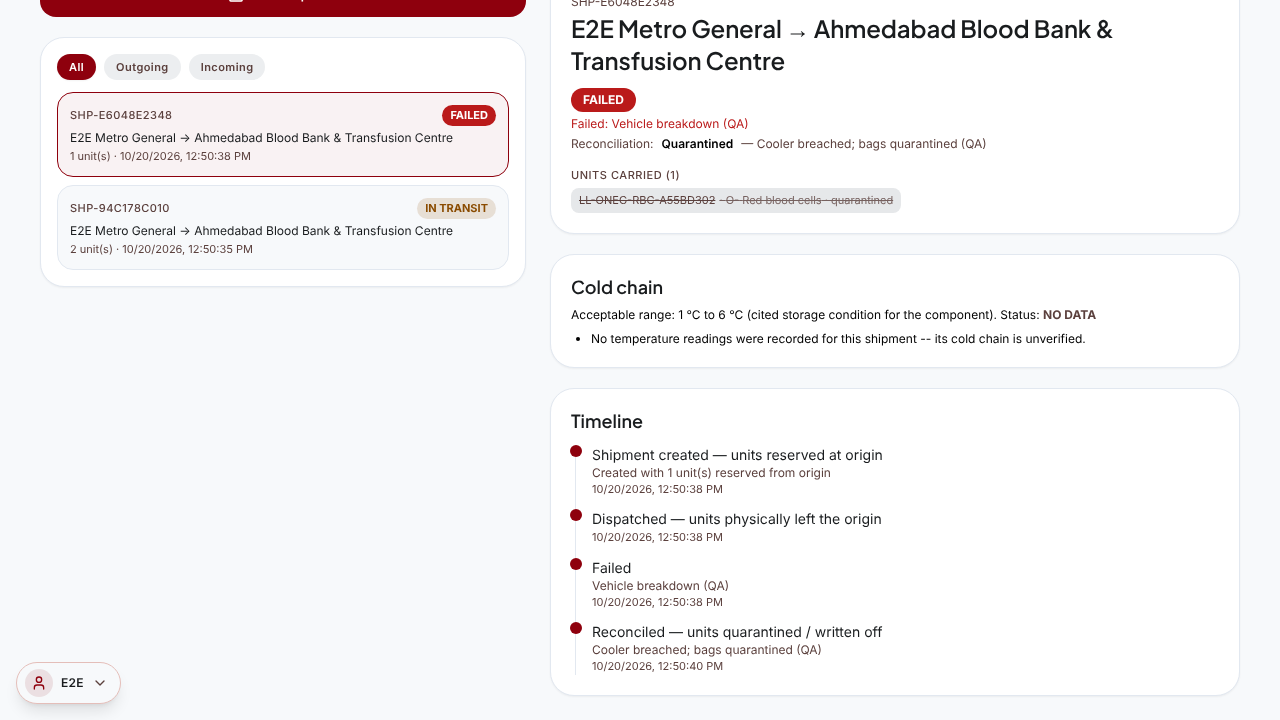 All
Outgoing
Incoming
SHP-E6048E2348
FAILED
E2E Metro General → Ahmedabad Blood Bank & Transfusion Centre
1 unit(s) · 10/20/2026, 12:50:38 PM
SHP-94C178C010
IN TRANSIT
E2E Metro General → Ahmedabad Blood Bank & Transfusion Centre
2 unit(s) · 10/20/2026, 12:50:35 PM
E2E
SHP-E6048E2348
E2E Metro General → Ahmedabad Blood Bank &
Transfusion Centre
FAILED
Failed: Vehicle breakdown (QA)
Reconciliation: Quarantined — Cooler breached; bags quarantined (QA)
UNITS CARRIED (1)
LL-ONEG-RBC-A55BD302 · O- Red blood cells · quarantined
Cold chain
Acceptable range: 1 °C to 6 °C (cited storage condition for the component). Status: NO DATA
• No temperature readings were recorded for this shipment -- its cold chain is unverified.
Timeline
Shipment created — units reserved at origin
Created with 1 unit(s) reserved from origin
10/20/2026, 12:50:38 PM
Dispatched — units physically left the origin
10/20/2026, 12:50:38 PM
Failed
Vehicle breakdown (QA)
10/20/2026, 12:50:38 PM
Reconciled — units quarantined / written off
Cooler breached; bags quarantined (QA)
10/20/2026, 12:50:40 PM